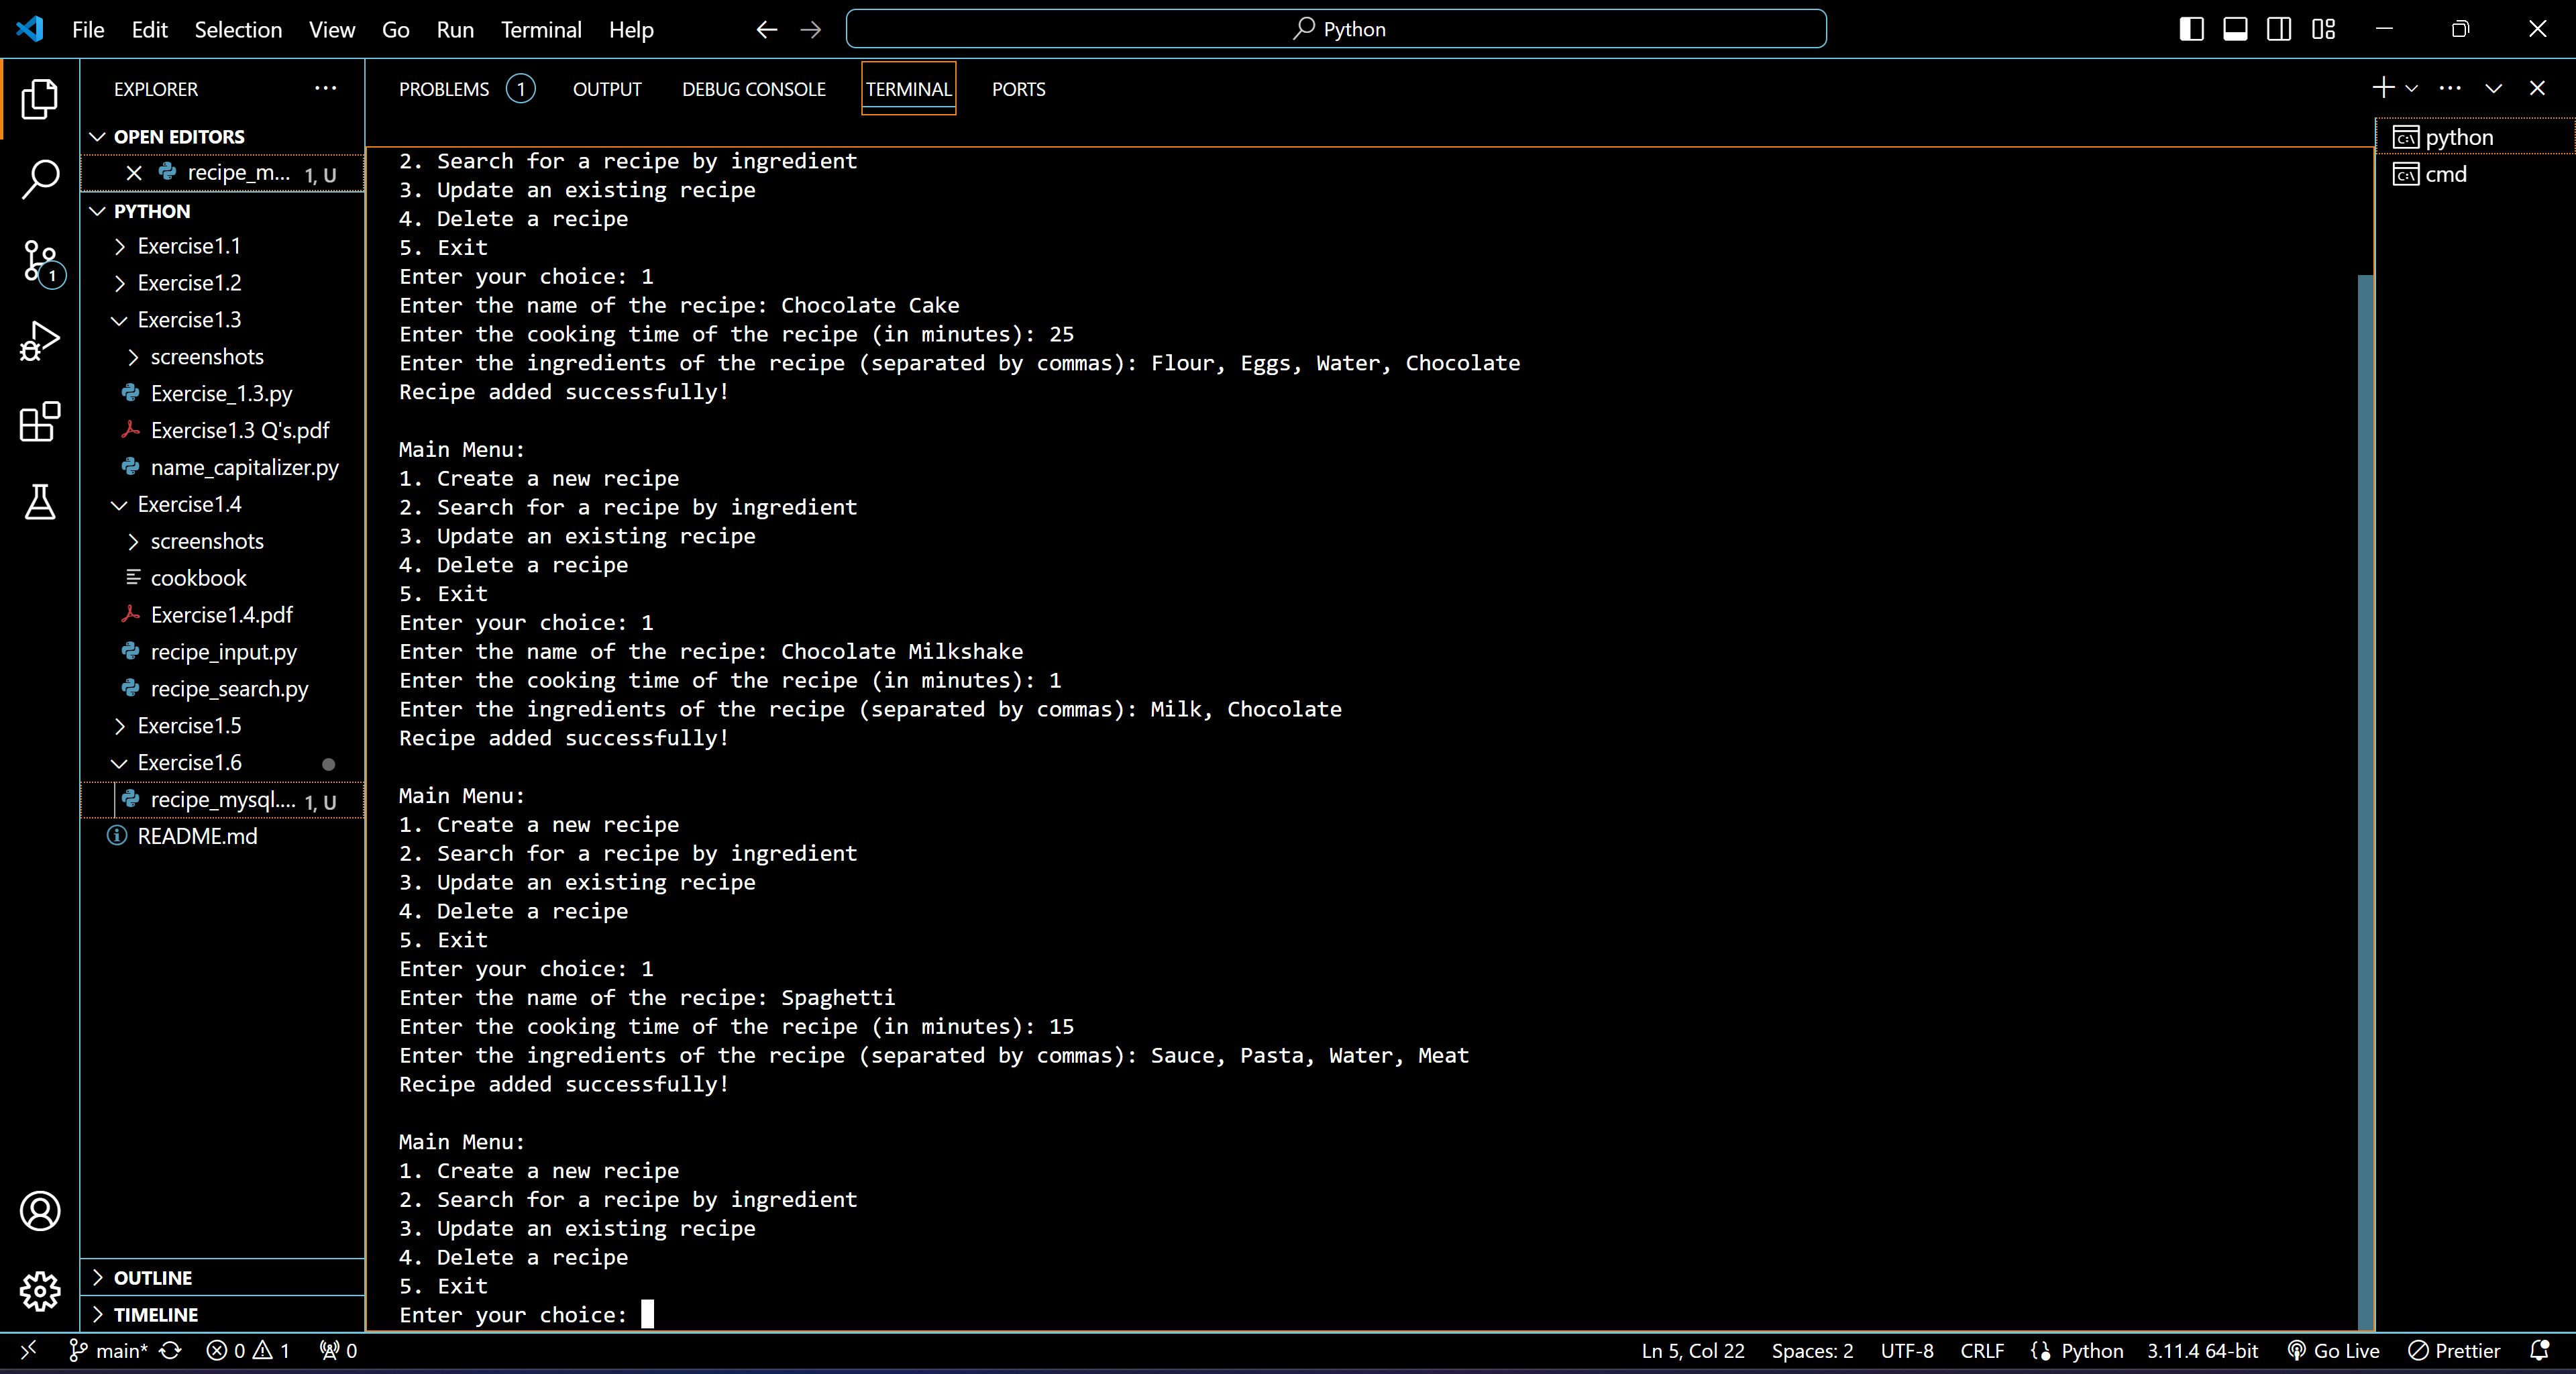 File Edit Selection View Go Run Terminal Help
Python
EXPLORER
PROBLEMS 1 OUTPUT DEBUG CONSOLE TERMINAL PORTS
OPEN EDITORS
recipe_m... 1, U
PYTHON
Exercise1.1
Exercise1.2
Exercise1.3
screenshots
Exercise_1.3.py
Exercise1.3 Q's.pdf
name_capitalizer.py
Exercise1.4
screenshots
cookbook
Exercise1.4.pdf
recipe_input.py
recipe_search.py
Exercise1.5
Exercise1.6
recipe_mysql.... 1, U
README.md
OUTLINE
TIMELINE
1
2. Search for a recipe by ingredient
3. Update an existing recipe
4. Delete a recipe
5. Exit
Enter your choice: 1
Enter the name of the recipe: Chocolate Cake
Enter the cooking time of the recipe (in minutes): 25
Enter the ingredients of the recipe (separated by commas): Flour, Eggs, Water, Chocolate
Recipe added successfully!
Main Menu:
1. Create a new recipe
2. Search for a recipe by ingredient
3. Update an existing recipe
4. Delete a recipe
5. Exit
Enter your choice: 1
Enter the name of the recipe: Chocolate Milkshake
Enter the cooking time of the recipe (in minutes): 1
Enter the ingredients of the recipe (separated by commas): Milk, Chocolate
Recipe added successfully!
Main Menu:
1. Create a new recipe
2. Search for a recipe by ingredient
3. Update an existing recipe
4. Delete a recipe
5. Exit
Enter your choice: 1
Enter the name of the recipe: Spaghetti
Enter the cooking time of the recipe (in minutes): 15
Enter the ingredients of the recipe (separated by commas): Sauce, Pasta, Water, Meat
Recipe added successfully!
Main Menu:
1. Create a new recipe
2. Search for a recipe by ingredient
3. Update an existing recipe
4. Delete a recipe
5. Exit
Enter your choice:
python
cmd
main* 0 1 0 Ln 5, Col 22 Spaces: 2 UTF-8 CRLF Python 3.11.4 64-bit Go Live Prettier